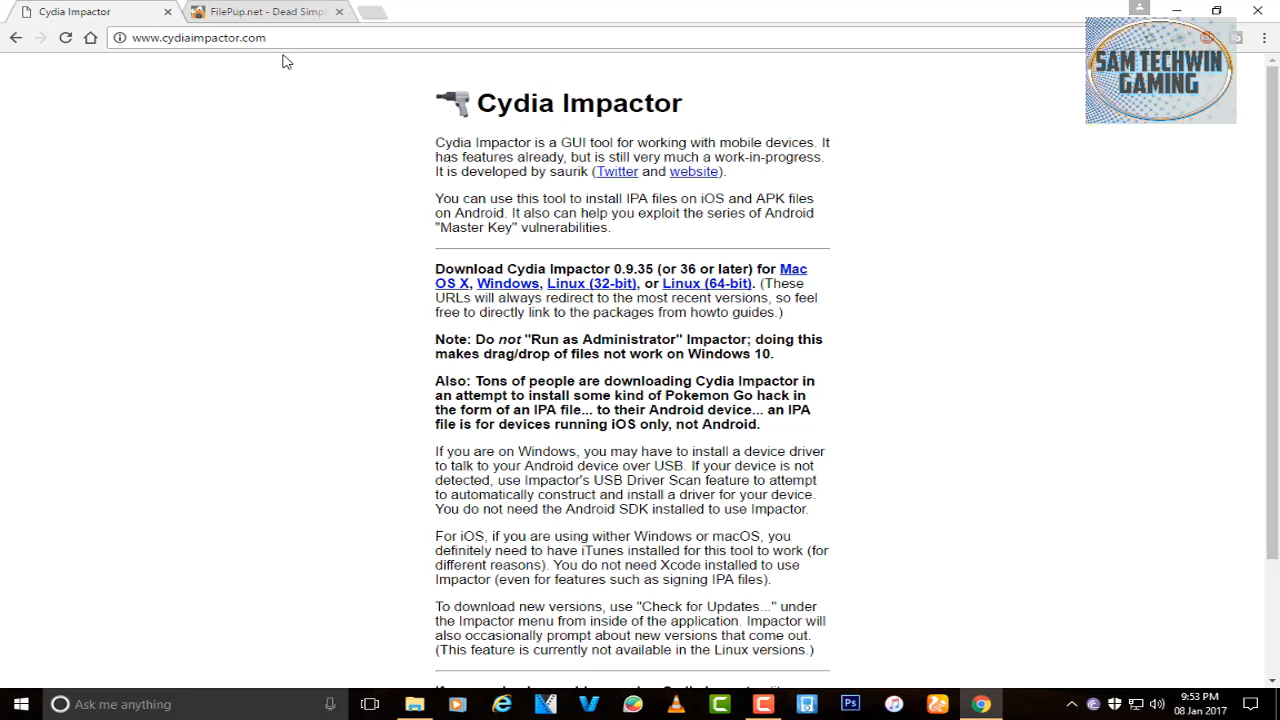 Cydia Impactor
FilePup.net - Dead Simpl
www.cydiaimpactor.com
SAM TECHWIN
GAMING
Cydia Impactor
Cydia Impactor is a GUI tool for working with mobile devices. It
has features already, but is still very much a work-in-progress.
It is developed by saurik (Twitter and website).
You can use this tool to install IPA files on iOS and APK files
on Android. It also can help you exploit the series of Android
"Master Key" vulnerabilities.
Download Cydia Impactor 0.9.35 (or 36 or later) for Mac
OS X, Windows, Linux (32-bit), or Linux (64-bit). (These
URLs will always redirect to the most recent versions, so feel
free to directly link to the packages from howto guides.)
Note: Do not "Run as Administrator" Impactor; doing this
makes drag/drop of files not work on Windows 10.
Also: Tons of people are downloading Cydia Impactor in
an attempt to install some kind of Pokemon Go hack in
the form of an IPA file... to their Android device... an IPA
file is for devices running iOS only, not Android.
If you are on Windows, you may have to install a device driver
to talk to your Android device over USB. If your device is not
detected, use Impactor's USB Driver Scan feature to attempt
to automatically construct and install a driver for your device.
You do not need the Android SDK installed to use Impactor.
For iOS, if you are using wither Windows or macOS, you
definitely need to have iTunes installed for this tool to work (for
different reasons). You do not need Xcode installed to use
Impactor (even for features such as signing IPA files).
To download new versions, use "Check for Updates..." under
the Impactor menu from inside of the application. Impactor will
also occasionally prompt about new versions that come out.
(This feature is currently not available in the Linux versions.)
Ask me anything
Ps
9:53 PM
08 Jan 2017